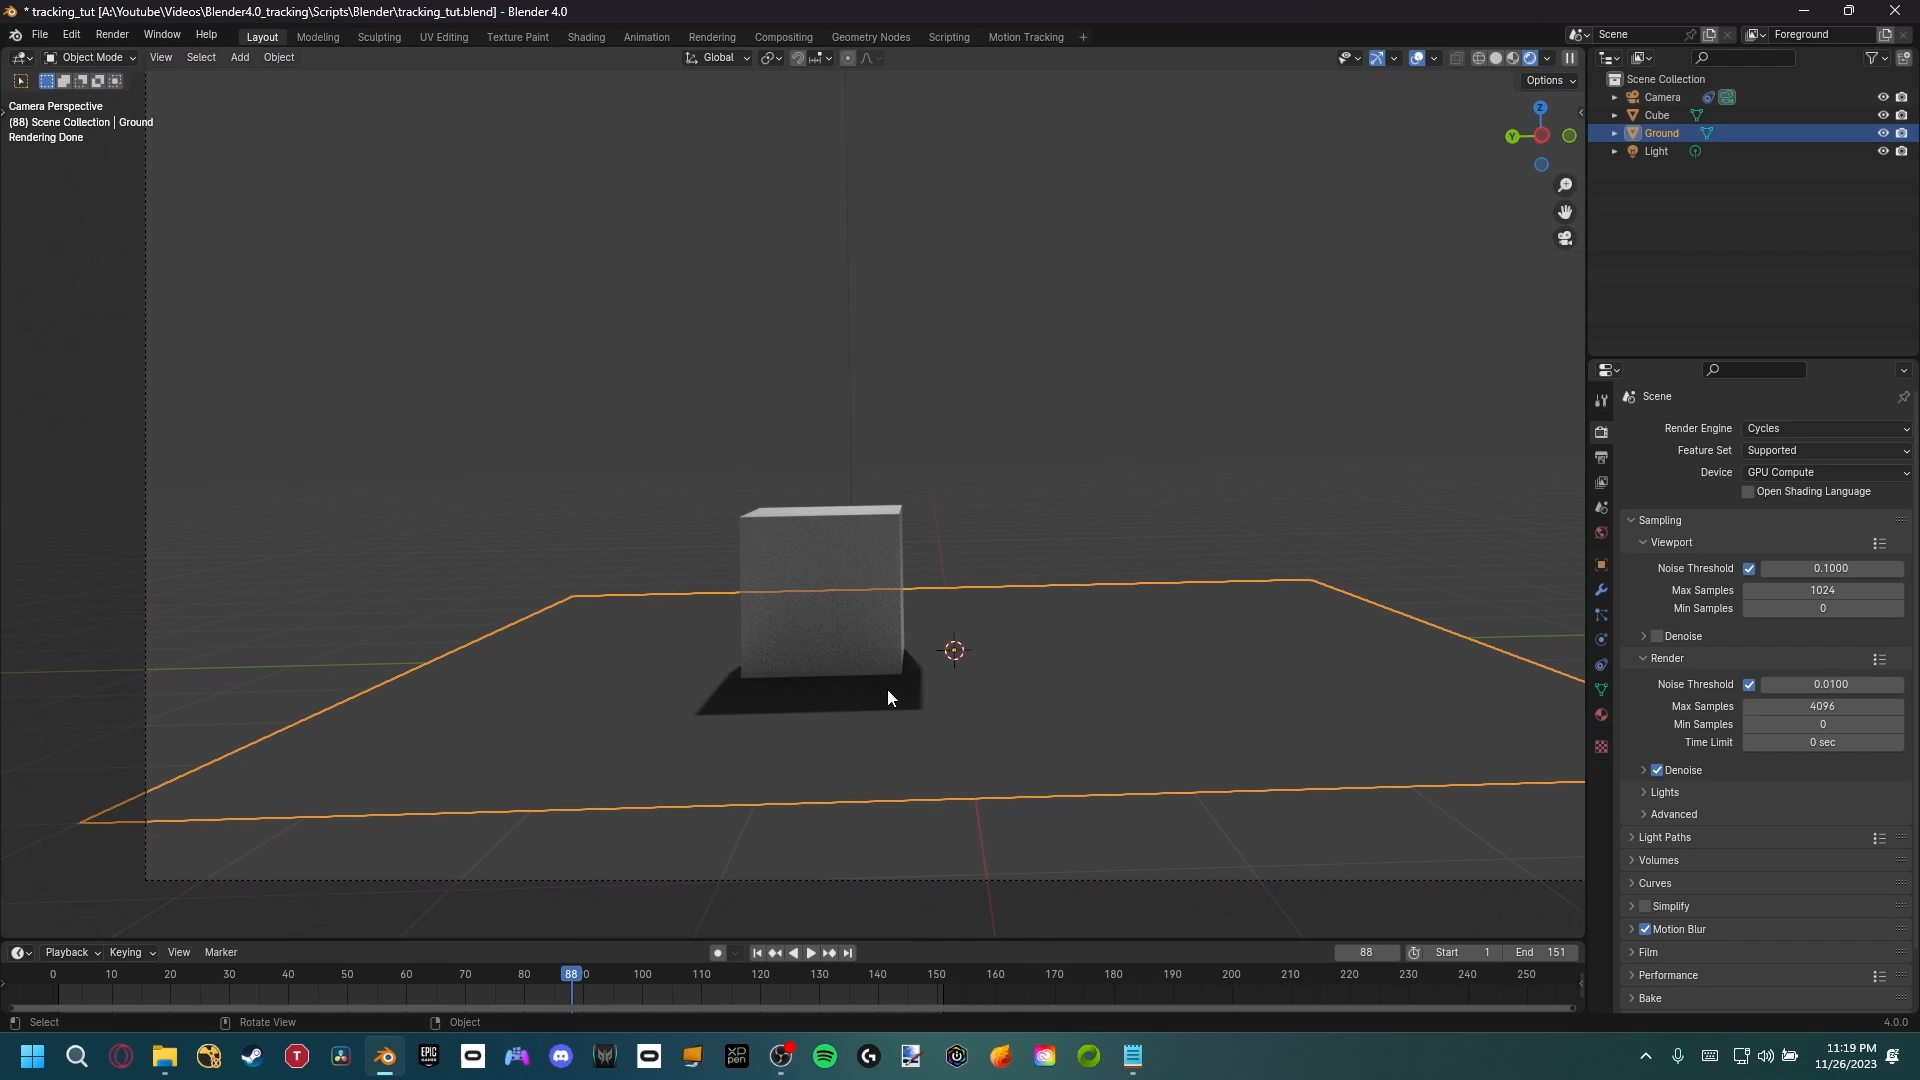 * tracking_tut [A:\Youtube\Videos\Blender4.0_tracking\Scripts\Blender\tracking_tut.blend] - Blender 4.0
File Edit Render Window Help Layout Modeling Sculpting UV Editing Texture Paint Shading Animation Rendering Compositing Geometry Nodes Scripting Motion Tracking + Scene Foreground
Object Mode View Select Add Object Global
Options
Camera Perspective
(88) Scene Collection | Ground
Rendering Done
Z
Y
Scene Collection
Camera
Cube
Ground
Light
Scene
Render Engine Cycles
Feature Set Supported
Device GPU Compute
Open Shading Language
Sampling
Viewport
Noise Threshold 0.1000
Max Samples 1024
Min Samples 0
Denoise
Render
Noise Threshold 0.0100
Max Samples 4096
Min Samples 0
Time Limit 0 sec
Denoise
Lights
Advanced
Light Paths
Volumes
Curves
Simplify
Motion Blur
Film
Performance
Bake
Playback Keying View Marker 88 Start 1 End 151
0 10 20 30 40 50 60 70 80 88 0 100 110 120 130 140 150 160 170 180 190 200 210 220 230 240 250
Select Rotate View Object 4.0.0
T
EPIC GAMES
XP PEN
11:19 PM
11/26/2023